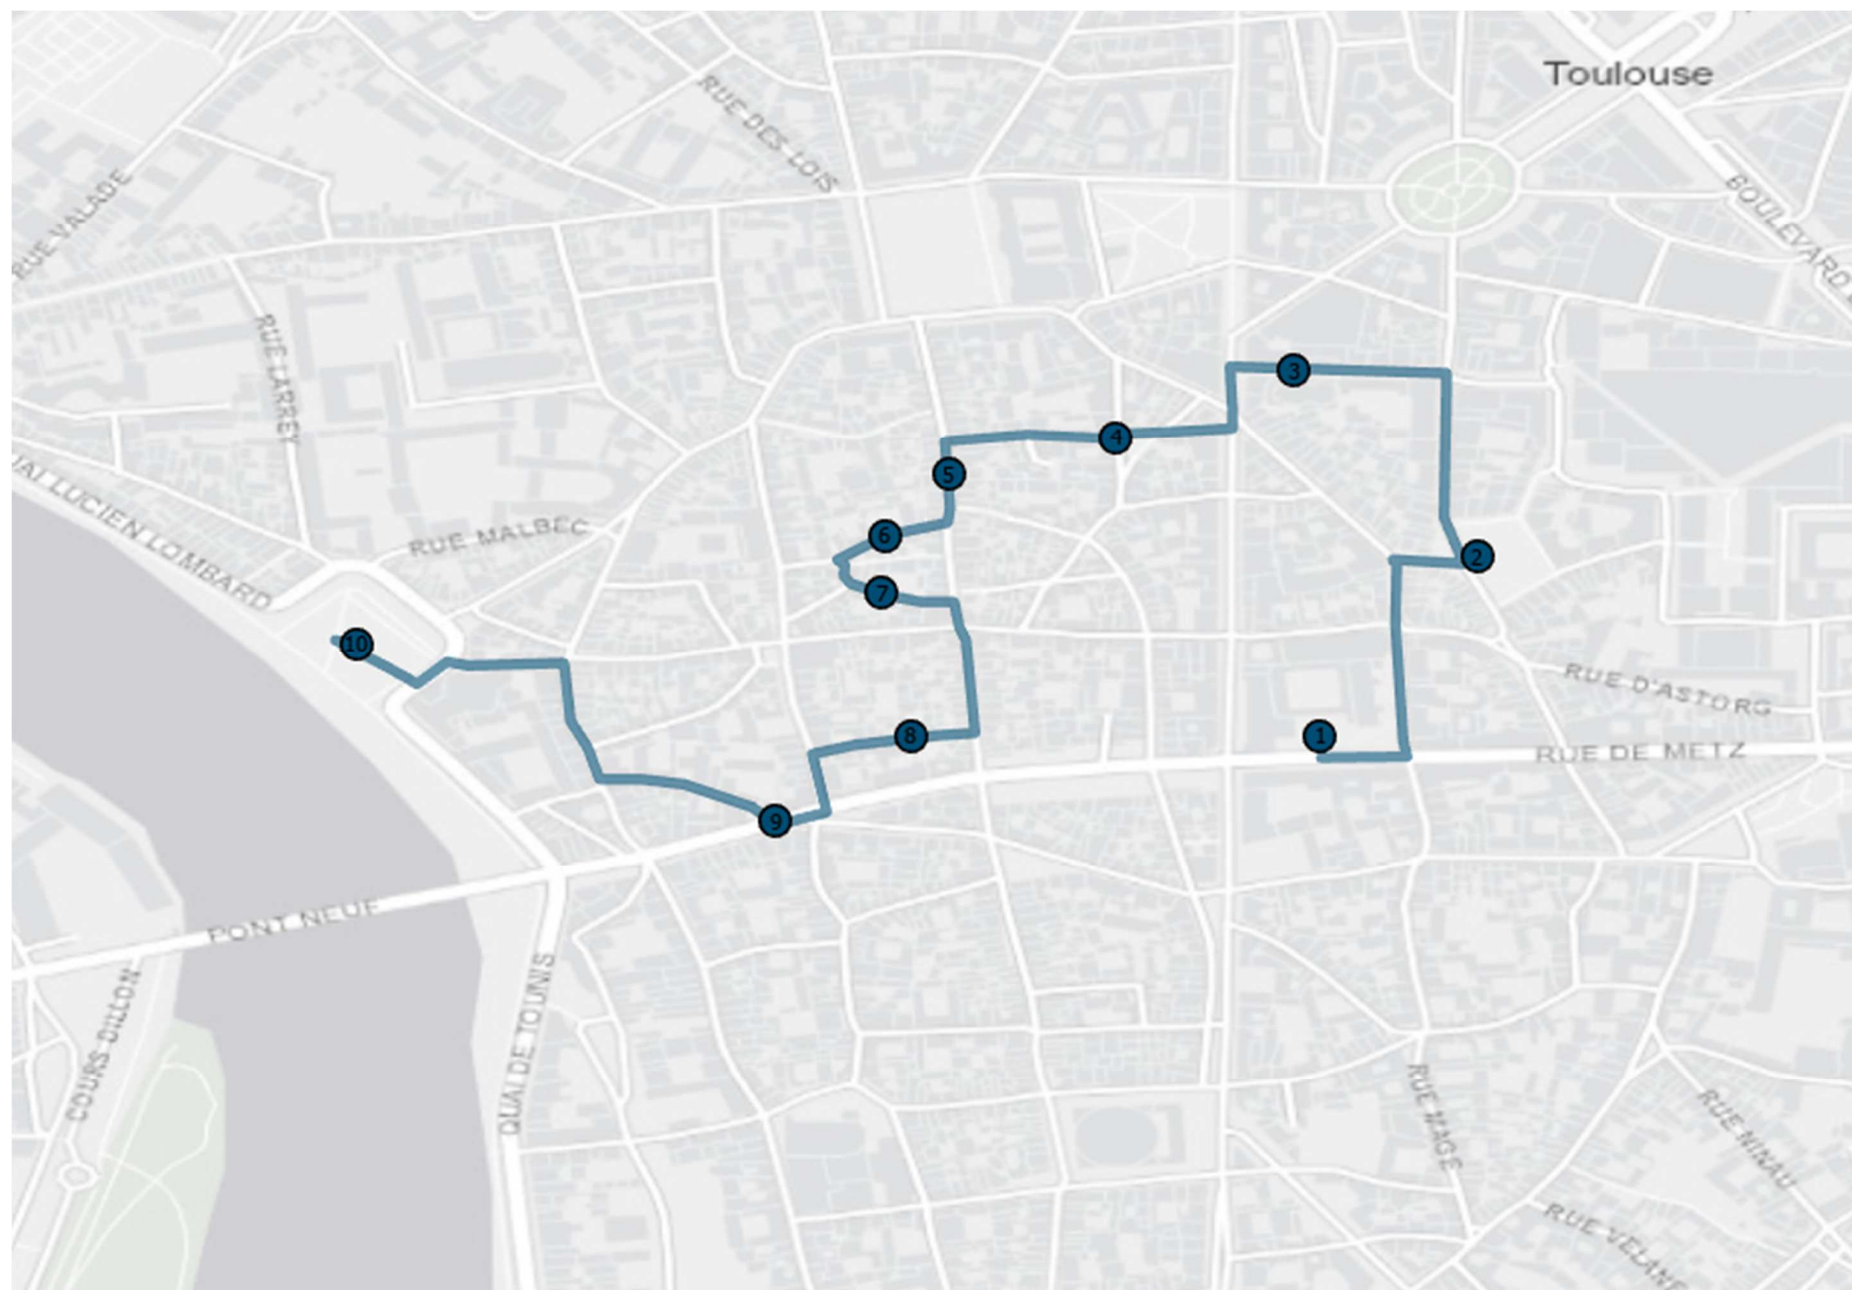 Toulouse
RUE DES LOIS
RUE VALADE
BOULEVARD
RUE LARREY
3
4
5
QUAI LUCIEN LOMBARD
RUE MALBEC
6
2
7
10
RUE D'ASTORG
1
8
RUE DE METZ
9
PONT NEUF
QUAI DE TOUNIS
COURS DILLON
RUE MAGE
RUE NINAU
RUE VELANE